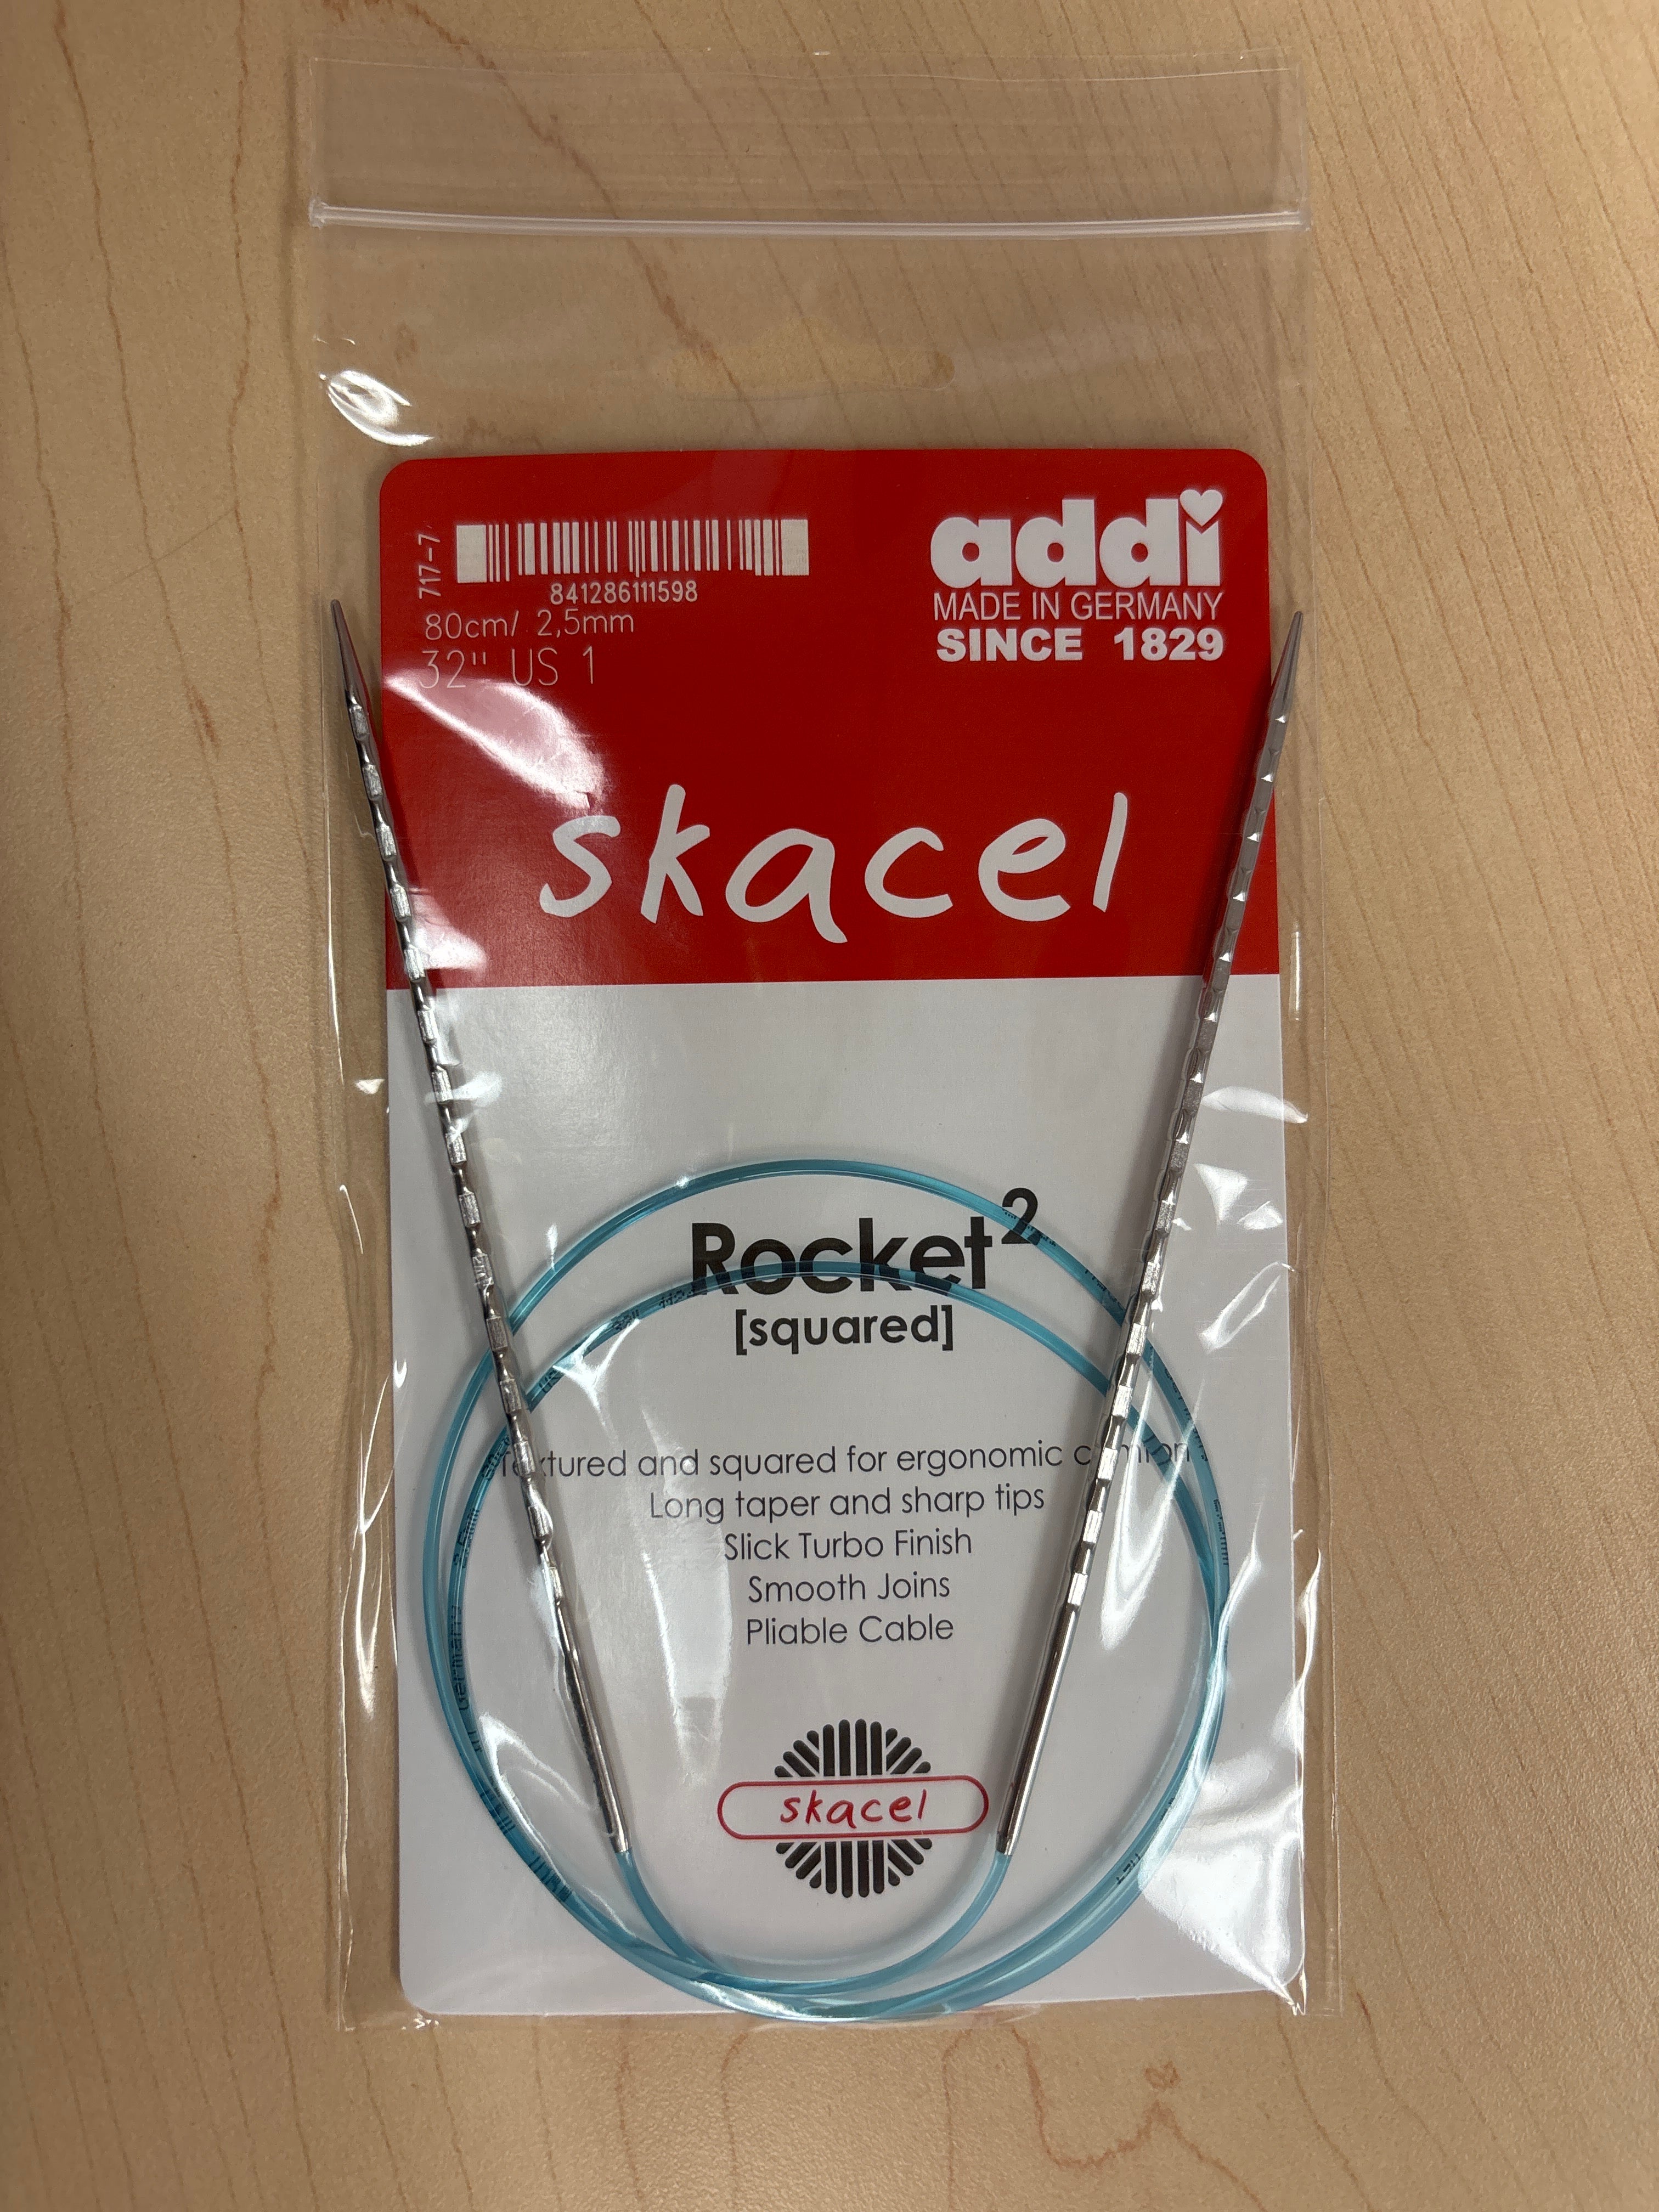 717-7
841286111598
80cm/ 2,5mm
32" US 1
addi
MADE IN GERMANY
SINCE 1829
skacel
Rocket²
[squared]
Textured and squared for ergonomic
Long taper and sharp tips
Slick Turbo Finish
Smooth Joins
Pliable Cable
skacel